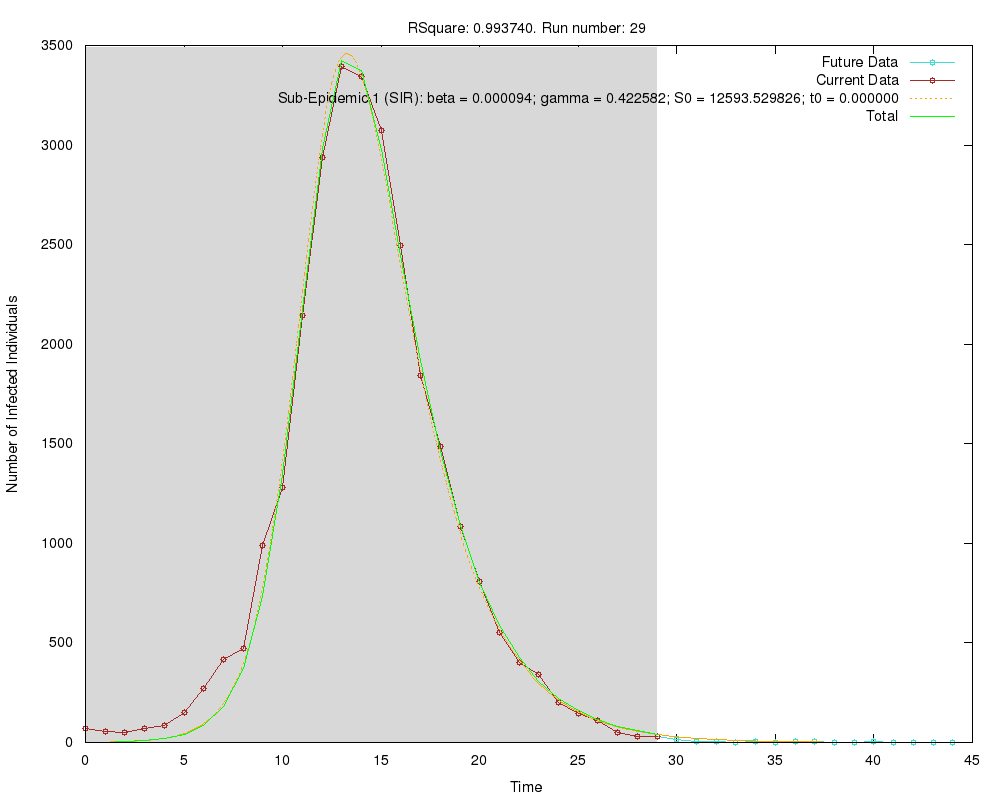 RSquare: 0.993740. Run number: 29
3500
3000
2500
2000
1500
1000
500
0
Number of Infected Individuals
Future Data
Current Data
Sub-Epidemic 1 (SIR): beta = 0.000094; gamma = 0.422582; S0 = 12593.529826; t0 = 0.000000
Total
0 5 10 15 20 25 30 35 40 45
Time